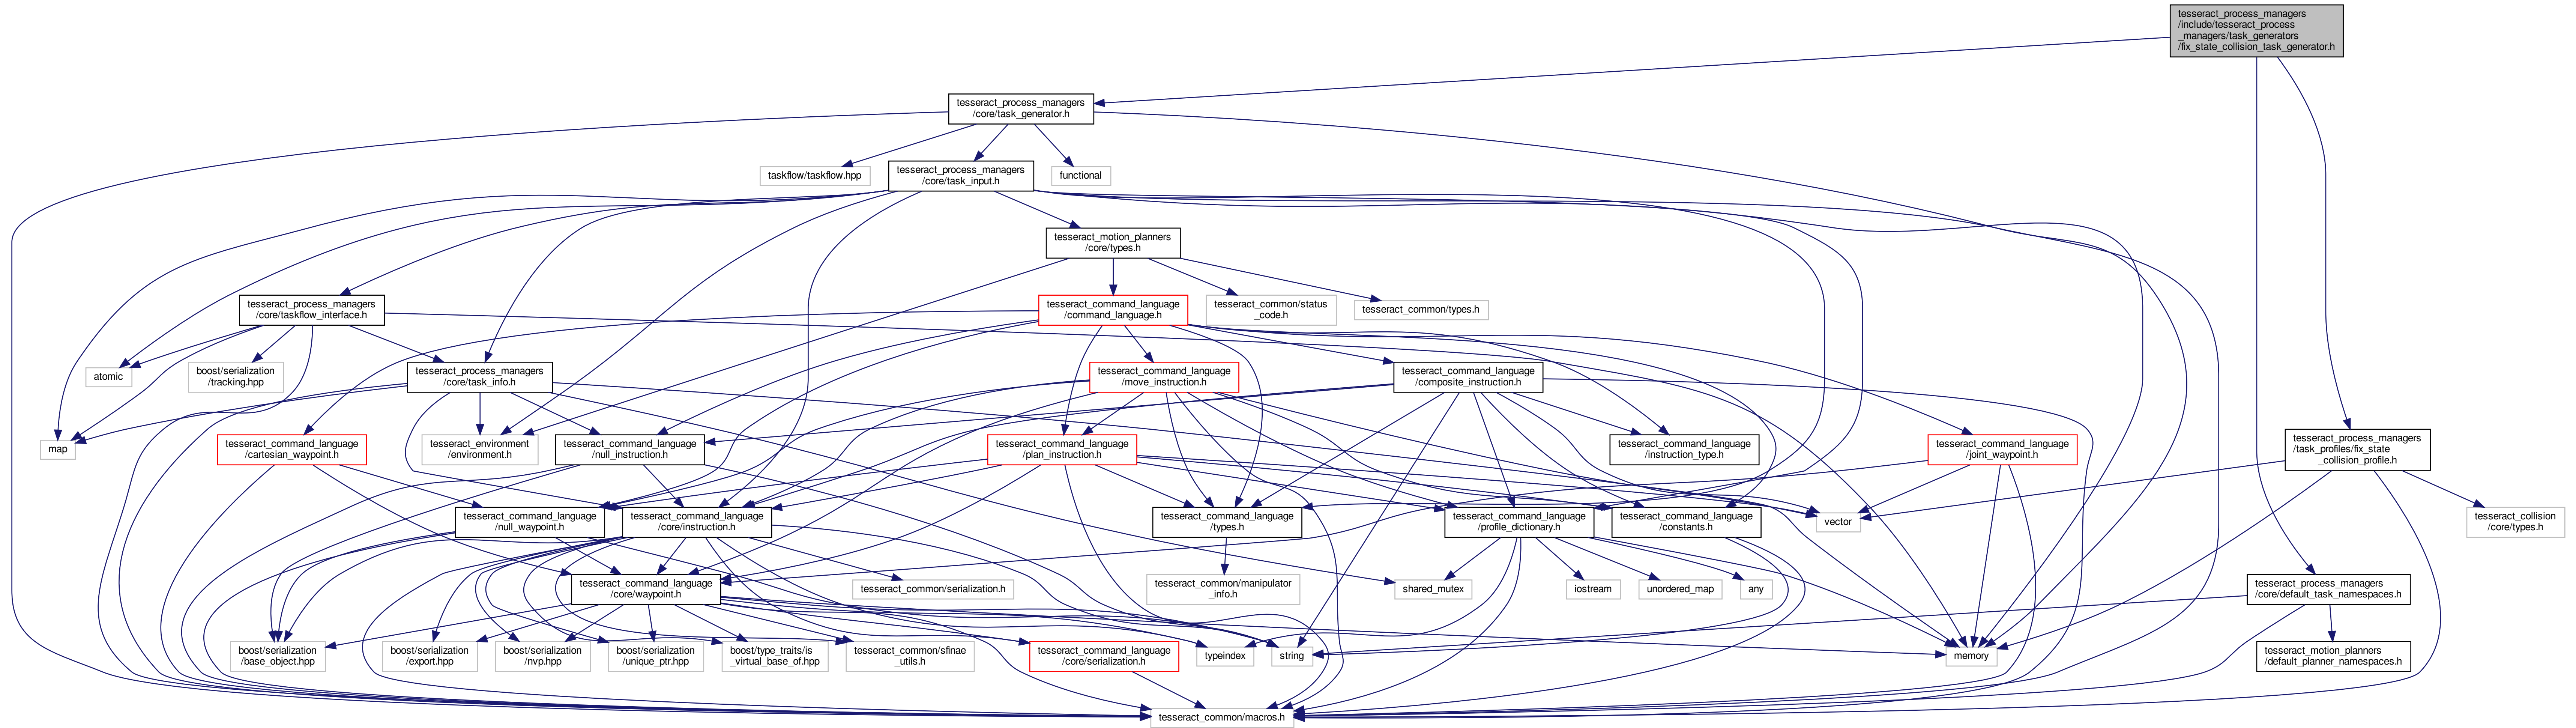 tesseract_process_managers
/include/tesseract_process
_managers/task_generators
/fix_state_collision_task_generator.h
tesseract_process_managers
/core/task_generator.h
taskflow/taskflow.hpp
tesseract_process_managers
/core/task_input.h
functional
tesseract_motion_planners
/core/types.h
tesseract_process_managers
/core/taskflow_interface.h
tesseract_command_language
/command_language.h
tesseract_common/status
_code.h
tesseract_common/types.h
atomic
boost/serialization
/tracking.hpp
tesseract_process_managers
/core/task_info.h
tesseract_command_language
/move_instruction.h
tesseract_command_language
/composite_instruction.h
map
tesseract_command_language
/cartesian_waypoint.h
tesseract_environment
/environment.h
tesseract_command_language
/null_instruction.h
tesseract_command_language
/plan_instruction.h
tesseract_command_language
/instruction_type.h
tesseract_command_language
/joint_waypoint.h
tesseract_process_managers
/task_profiles/fix_state
_collision_profile.h
tesseract_command_language
/null_waypoint.h
tesseract_command_language
/core/instruction.h
tesseract_command_language
/types.h
tesseract_command_language
/profile_dictionary.h
tesseract_command_language
/constants.h
vector
tesseract_collision
/core/types.h
tesseract_command_language
/core/waypoint.h
tesseract_common/serialization.h
tesseract_common/manipulator
_info.h
shared_mutex
iostream
unordered_map
any
tesseract_process_managers
/core/default_task_namespaces.h
boost/serialization
/base_object.hpp
boost/serialization
/export.hpp
boost/serialization
/nvp.hpp
boost/serialization
/unique_ptr.hpp
boost/type_traits/is
_virtual_base_of.hpp
tesseract_common/sfinae
_utils.h
tesseract_command_language
/core/serialization.h
typeindex
string
memory
tesseract_motion_planners
/default_planner_namespaces.h
tesseract_common/macros.h